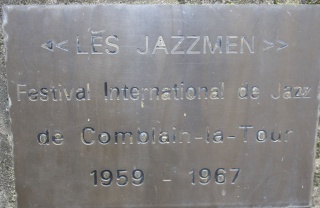 << LES JAZZMEN >>
Festival International de Jazz
de Comblain-la-Tour
1959 - 1967